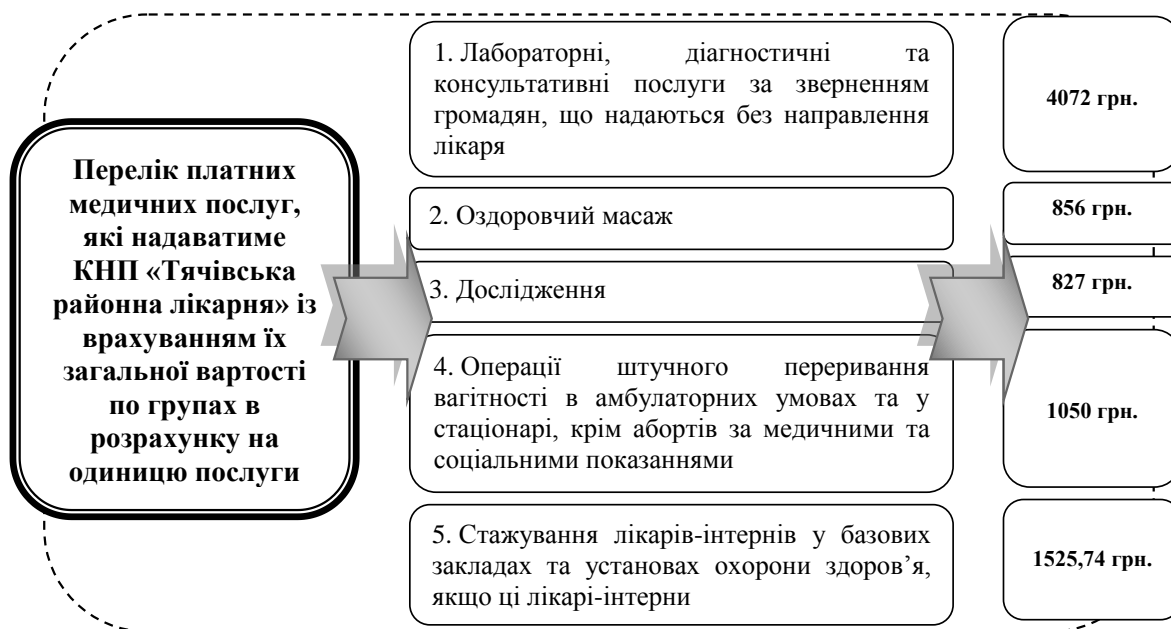 Перелік платних
медичних послуг,
які надаватиме
КНП «Тячівська
районна лікарня» із
врахуванням їх
загальної вартості
по групах в
розрахунку на
одиницю послуги
1. Лабораторні, діагностичні та
консультативні послуги за зверненням
громадян, що надаються без направлення
лікаря
4072 грн.
2. Оздоровчий масаж
856 грн.
3. Дослідження
827 грн.
4. Операції штучного переривання
вагітності в амбулаторних умовах та у
стаціонарі, крім абортів за медичними та
соціальними показаннями
1050 грн.
5. Стажування лікарів-інтернів у базових
закладах та установах охорони здоров’я,
якщо ці лікарі-інтерни
1525,74 грн.